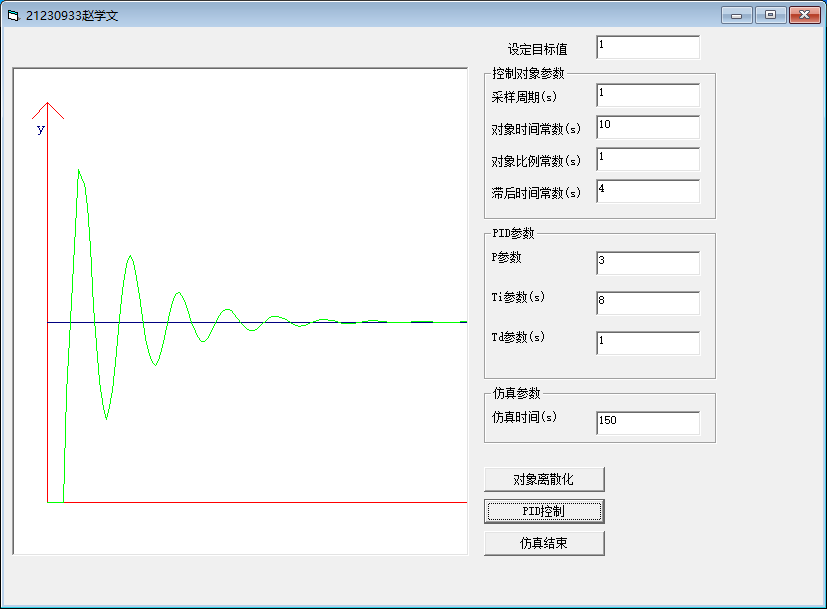 21230933赵学文
设定目标值 1
控制对象参数
采样周期(s) 1
y
对象时间常数(s) 10
对象比例常数(s) 1
滞后时间常数(s) 4
PID参数
P参数 3
Ti参数(s) 8
Td参数(s) 1
仿真参数
仿真时间(s) 150
对象离散化
PID控制
仿真结束